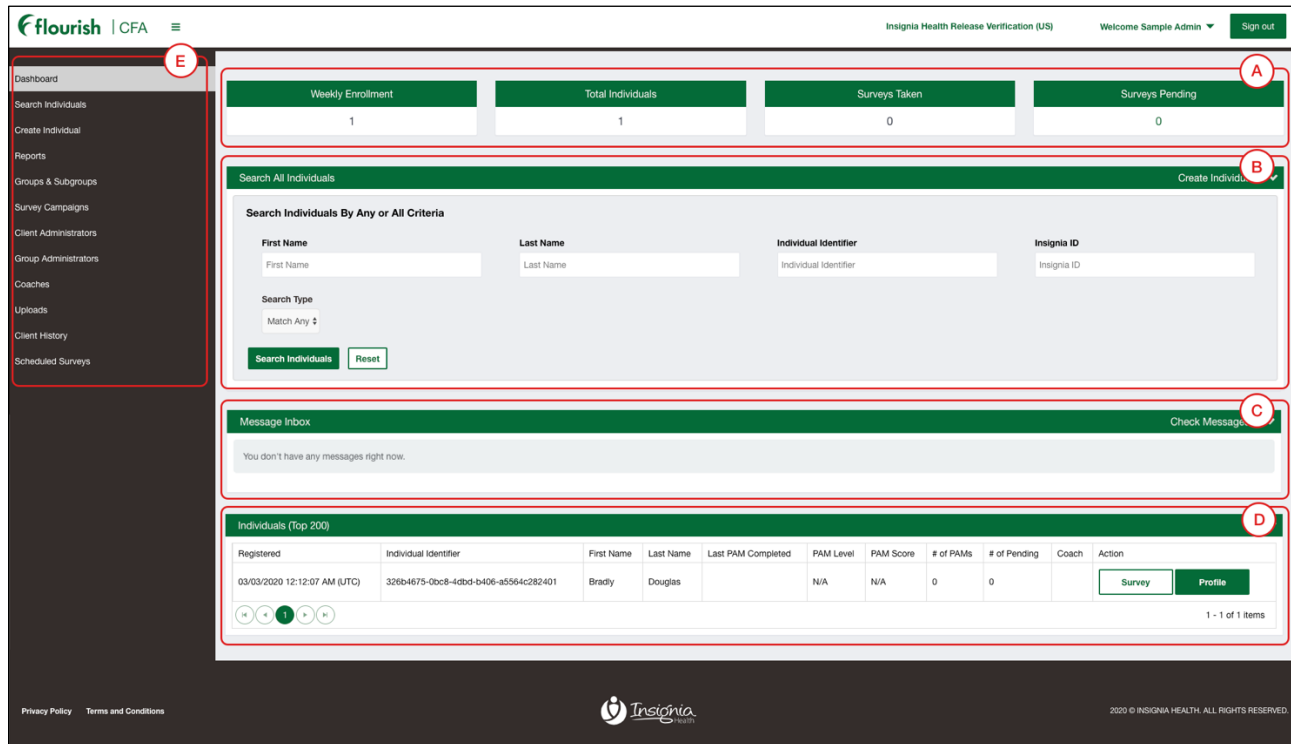 flourish | CFA
Insignia Health Release Verification (US)
Welcome Sample Admin
Sign out
E
Dashboard
Search Individuals
Create Individual
Reports
Groups & Subgroups
Survey Campaigns
Client Administrators
Group Administrators
Coaches
Uploads
Client History
Scheduled Surveys
A
Weekly Enrollment Total Individuals Surveys Taken Surveys Pending
1 1 0 0
B
Search All Individuals Create
Search Individuals By Any or All Criteria
First Name Last Name Individual Identifier Insignia ID
First Name Last Name Individual Identifier Insignia ID
Search Type
Match Any
Search Individuals Reset
C
Message Inbox Check
You don't have any messages right now.
D
Individuals (Top 200)
Registered Individual Identifier First Name Last Name Last PAM Completed PAM Level PAM Score # of PAMs # of Pending Coach Action
03/03/2020 12:12:07 AM (UTC) 326b4675-0bc8-4dbd-b406-a5564c282401 Bradly Douglas N/A N/A 0 0 Survey Profile
1 1 - 1 of 1 items
Privacy Policy Terms and Conditions
Insignia
Health
2020 © INSIGNIA HEALTH. ALL RIGHTS RESERVED.